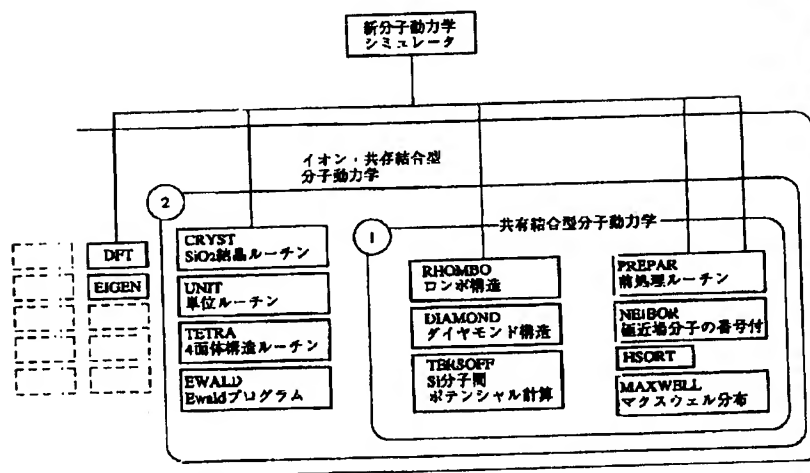 新分子動力学
シミュレータ
イオン・共存結合型
分子動力学
2
1
共有結合型分子動力学
DFT
EIGEN
CRYST
SiO2結晶ルーチン
UNIT
単位ルーチン
TETRA
4面体構造ルーチン
EWALD
Ewaldプログラム
RHOMBO
ロンボ構造
DIAMOND
ダイヤモンド構造
TERSOFF
Si分子間
ポテンシャル計算
PREPAR
前処理ルーチン
NEIBOR
極近場分子の番号付
HSORT
MAXWELL
マクスウェル分布